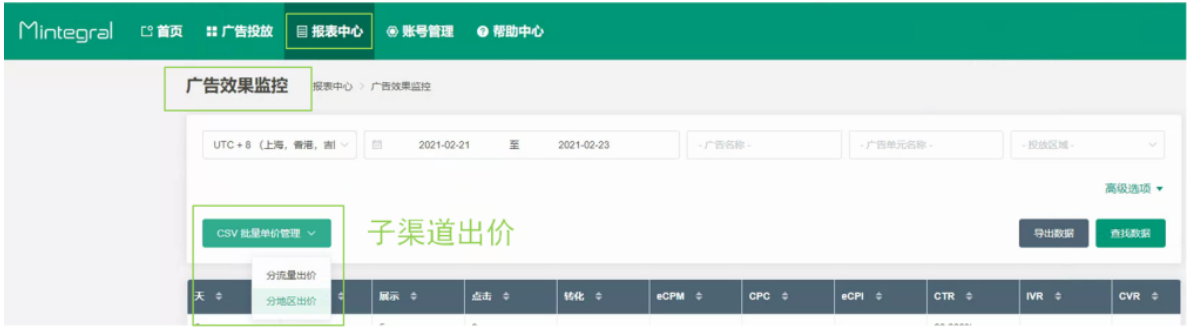 Mintegral 首页 广告投放 报表中心 账号管理 帮助中心
广告效果监控 报表中心 > 广告效果监控
UTC + 8 （上海，香港，吉 2021-02-21 至 2021-02-23 - 广告名称 - - 广告单元名称 - - 投放区域 -
高级选项
CSV 批量单价管理 子渠道出价 导出数据 查找数据
分流量出价
天 分地区出价 展示 点击 转化 eCPM CPC eCPI CTR IVR CVR